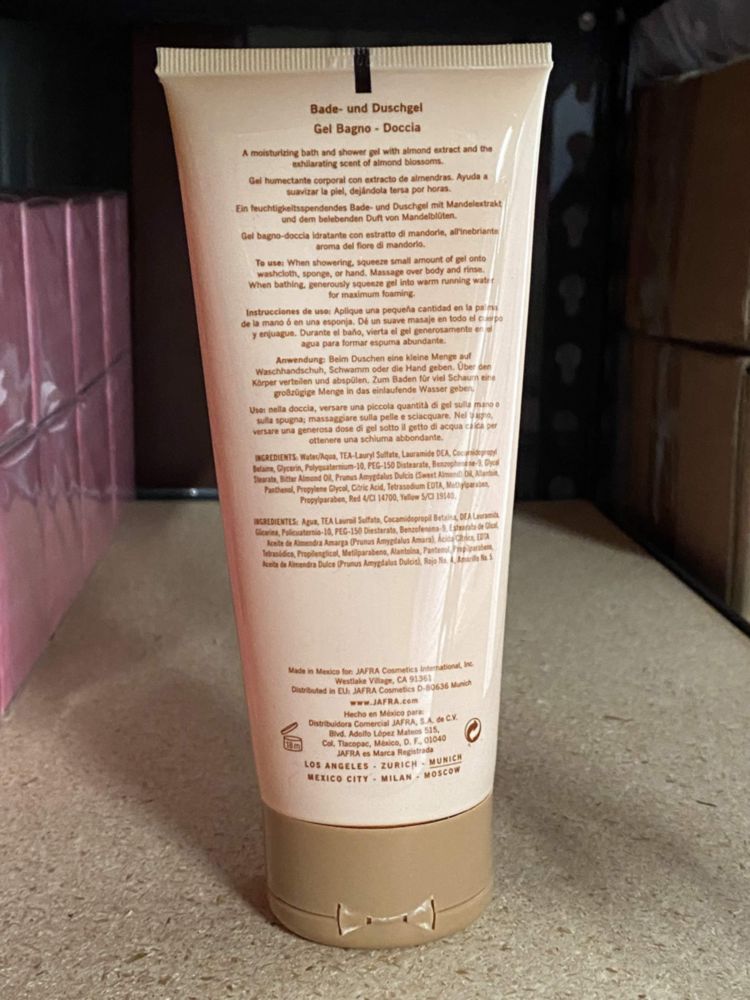 Bade- und Duschgel
Gel Bagno - Doccia
A moisturizing bath and shower gel with almond extract and the
exhilarating scent of almond blossoms.
Gel humectante corporal con extracto de almendras. Ayuda a
suavizar la piel, dejándola tersa por horas.
Ein feuchtigkeitsspendendes Bade- und Duschgel mit Mandelextrakt
und dem belebenden Duft von Mandelblüten.
Gel bagno-doccia idratante con estratto di mandorle, all'inebriante
aroma del fiore di mandorlo.
To use: When showering, squeeze small amount of gel onto
washcloth, sponge, or hand. Massage over body and rinse.
When bathing, generously squeeze gel into warm running water
for maximum foaming.
Instrucciones de uso: Aplique una pequeña cantidad en la palma
de la mano ó en una esponja. Dé un suave masaje en todo el cuerpo
y enjuague. Durante el baño, vierta el gel generosamente en el
agua para formar espuma abundante.
Anwendung: Beim Duschen eine kleine Menge auf
Waschhandschuh, Schwamm oder die Hand geben. Über den
Körper verteilen und abspülen. Zum Baden für viel Schaum eine
großzügige Menge in das einlaufende Wasser geben.
Uso: nella doccia, versare una piccola quantità di gel sulla mano o
sulla spugna; massaggiare sulla pelle e sciacquare. Nel bagno,
versare una generosa dose di gel sotto il getto di acqua calda per
ottenere una schiuma abbondante.
INGREDIENTS: Water/Aqua, TEA-Lauryl Sulfate, Lauramide DEA, Cocamidopropyl
Betaine, Glycerin, Polyquaternium-10, PEG-150 Distearate, Benzophenone-9, Glycol
Stearate, Bitter Almond Oil, Prunus Amygdalus Dulcis (Sweet Almond) Oil, Allantoin,
Panthenol, Propylene Glycol, Citric Acid, Tetrasodium EDTA, Methylparaben,
Propylparaben, Red 4/CI 14700, Yellow 5/CI 19140.
INGREDIENTES: Agua, TEA Lauroil Sulfato, Cocamidopropil Betaína, DEA Lauramida,
Glicerina, Policuaternio-10, PEG-150 Diestearato, Benzofenona-9, Estearato de Glicol,
Aceite de Almendra Amarga (Prunus Amygdalus Amara), Ácido Cítrico, EDTA
Tetrasódico, Propilenglicol, Metilparabeno, Alantoína, Pantenol, Propilparabeno,
Aceite de Almendra Dulce (Prunus Amygdalus Dulcis), Rojo No. 4, Amarillo No. 5.
Made in Mexico for: JAFRA Cosmetics International, Inc.
Westlake Village, CA 91361
Distributed in EU: JAFRA Cosmetics D-80636 Munich
www.JAFRA.com
Hecho en México para:
Distribuidora Comercial JAFRA, S.A. de C.V.
Blvd. Adolfo López Mateos 515,
Col. Tlacopac, México, D. F., 01040
JAFRA es Marca Registrada
18 m
LOS ANGELES - ZURICH - MUNICH
MEXICO CITY - MILAN - MOSCOW